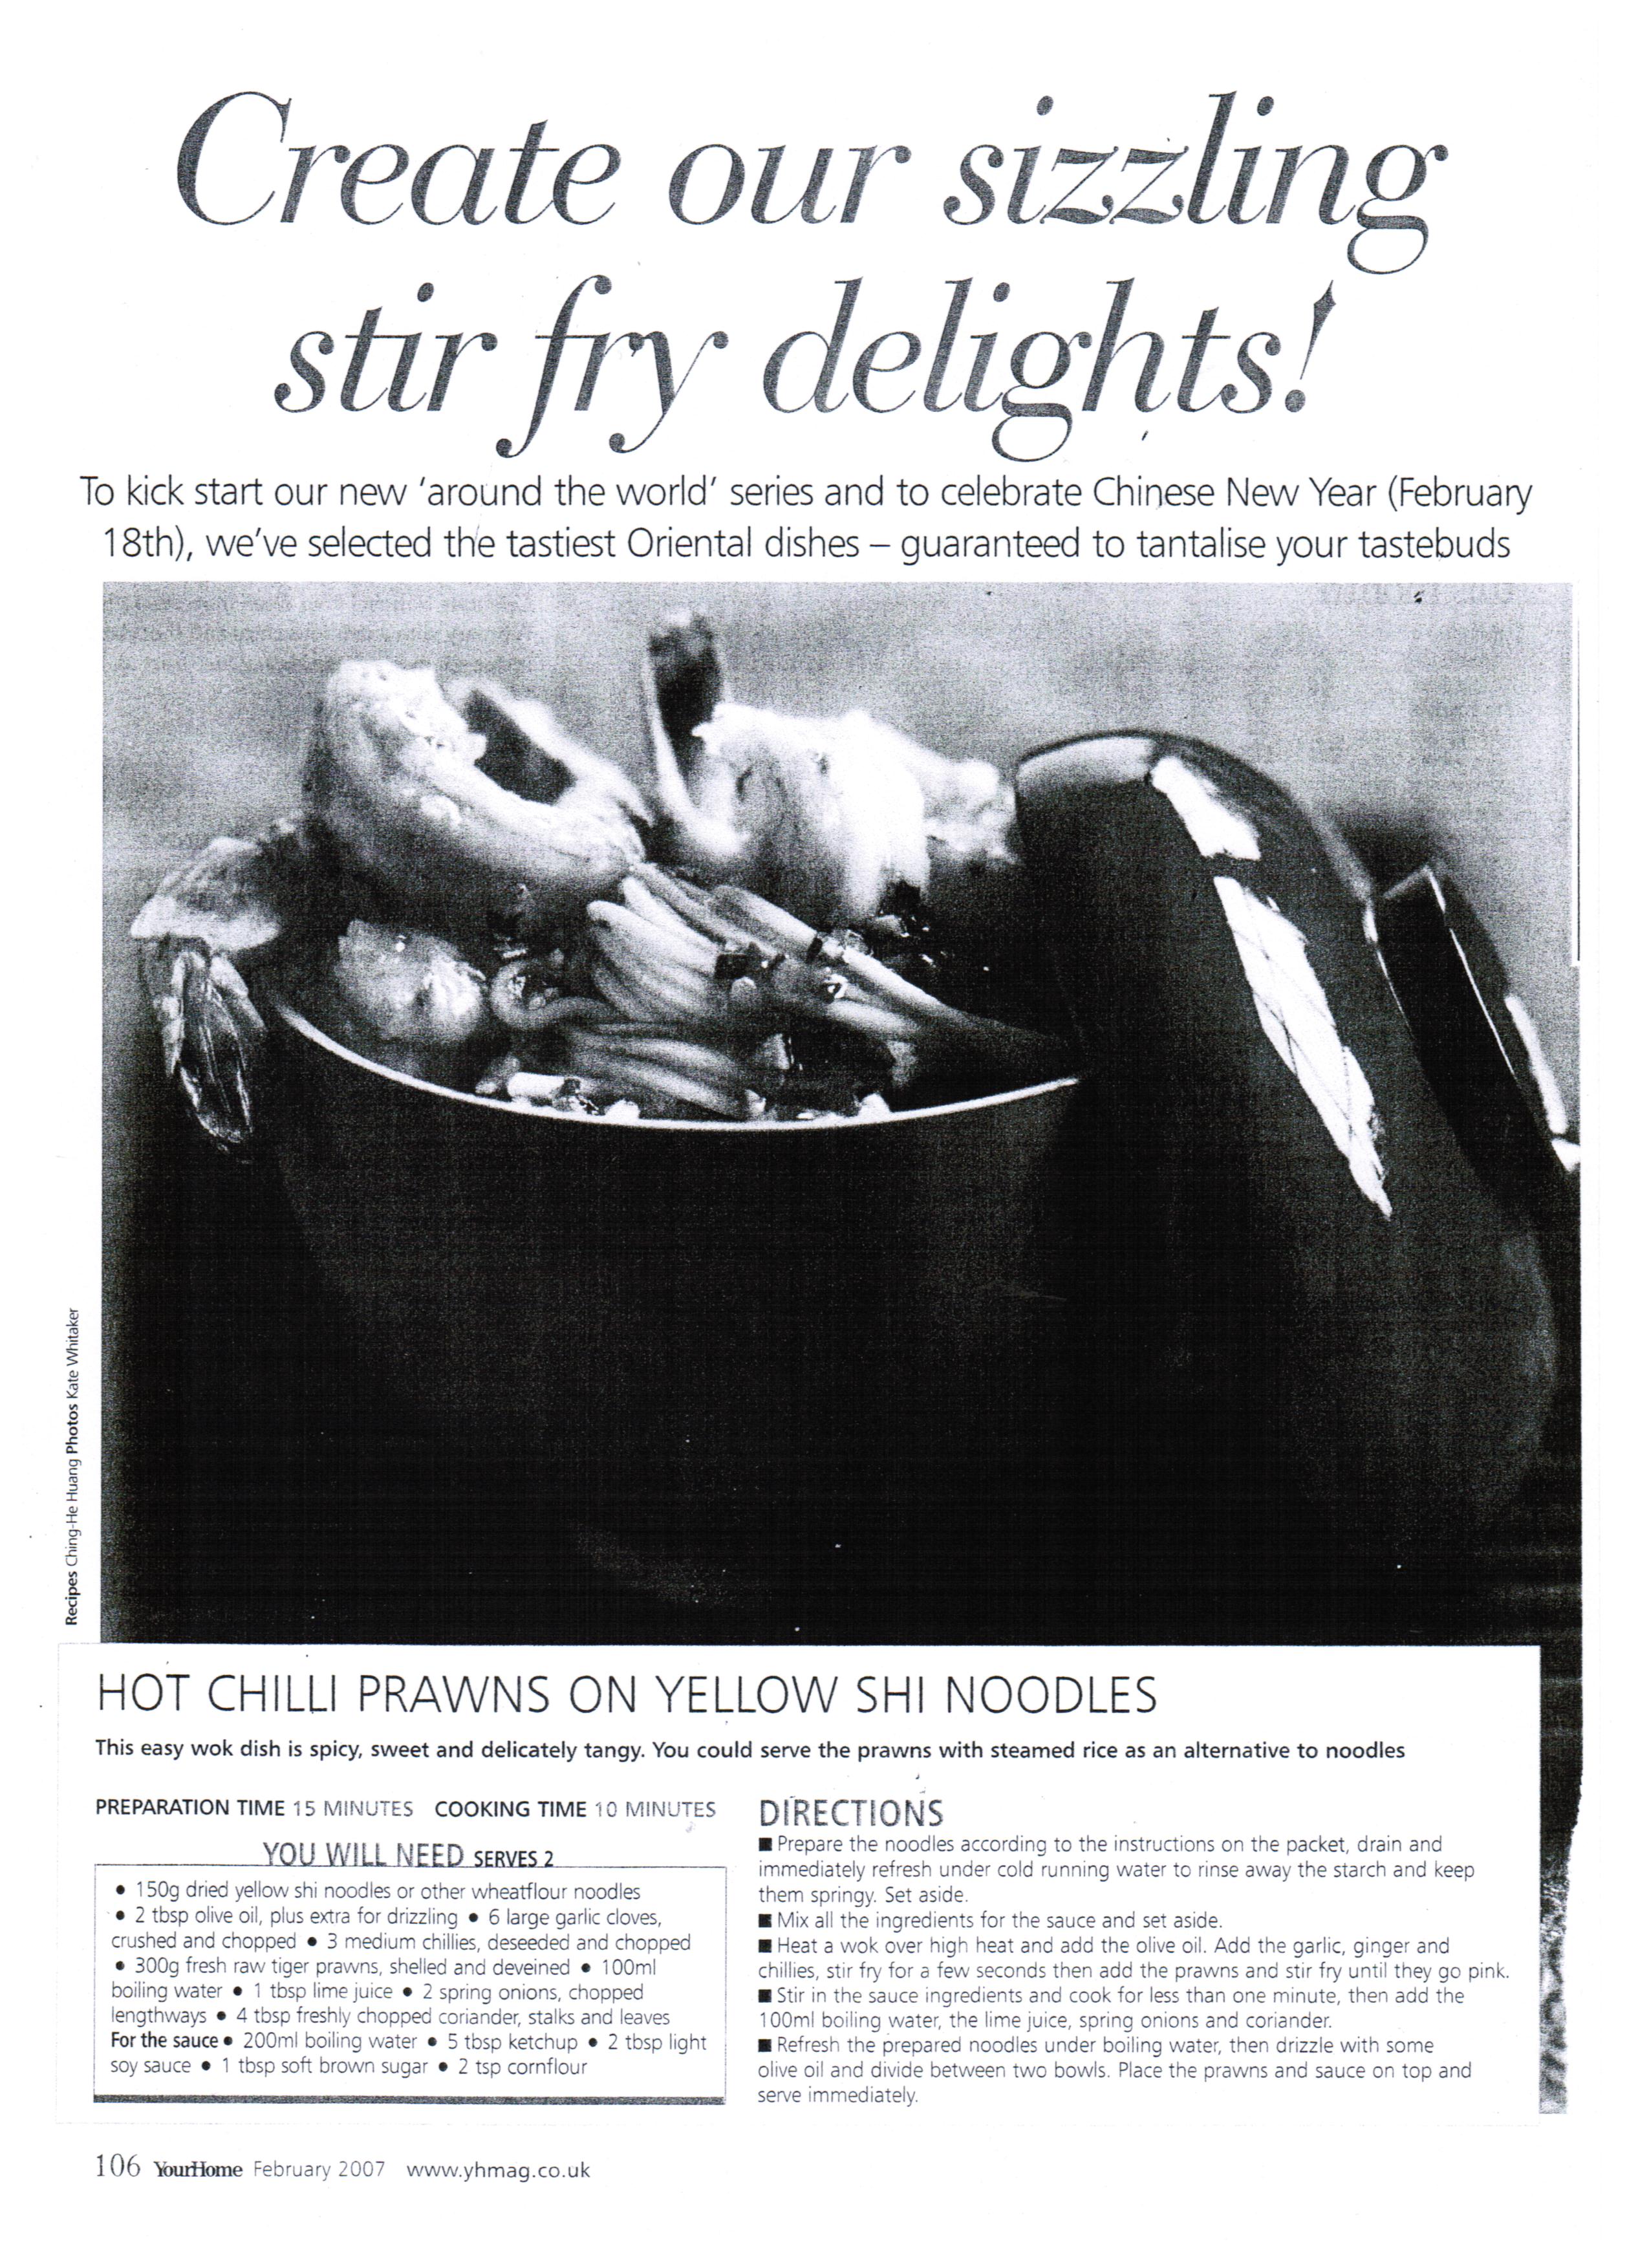 Create our sizzling
stir fry delights!
To kick start our new 'around the world' series and to celebrate Chinese New Year (February
18th), we've selected the tastiest Oriental dishes – guaranteed to tantalise your tastebuds
Recipes Ching-He Huang Photos Kate Whitaker
HOT CHILLI PRAWNS ON YELLOW SHI NOODLES
This easy wok dish is spicy, sweet and delicately tangy. You could serve the prawns with steamed rice as an alternative to noodles
PREPARATION TIME 15 MINUTES COOKING TIME 10 MINUTES
YOU WILL NEED SERVES 2
• 150g dried yellow shi noodles or other wheatflour noodles
• 2 tbsp olive oil, plus extra for drizzling • 6 large garlic cloves,
crushed and chopped • 3 medium chillies, deseeded and chopped
• 300g fresh raw tiger prawns, shelled and deveined • 100ml
boiling water • 1 tbsp lime juice • 2 spring onions, chopped
lengthways • 4 tbsp freshly chopped coriander, stalks and leaves
For the sauce • 200ml boiling water • 5 tbsp ketchup • 2 tbsp light
soy sauce • 1 tbsp soft brown sugar • 2 tsp cornflour
DIRECTIONS
■ Prepare the noodles according to the instructions on the packet, drain and
immediately refresh under cold running water to rinse away the starch and keep
them springy. Set aside.
■ Mix all the ingredients for the sauce and set aside.
■ Heat a wok over high heat and add the olive oil. Add the garlic, ginger and
chillies, stir fry for a few seconds then add the prawns and stir fry until they go pink.
■ Stir in the sauce ingredients and cook for less than one minute, then add the
100ml boiling water, the lime juice, spring onions and coriander.
■ Refresh the prepared noodles under boiling water, then drizzle with some
olive oil and divide between two bowls. Place the prawns and sauce on top and
serve immediately.
106 YourHome February 2007 www.yhmag.co.uk